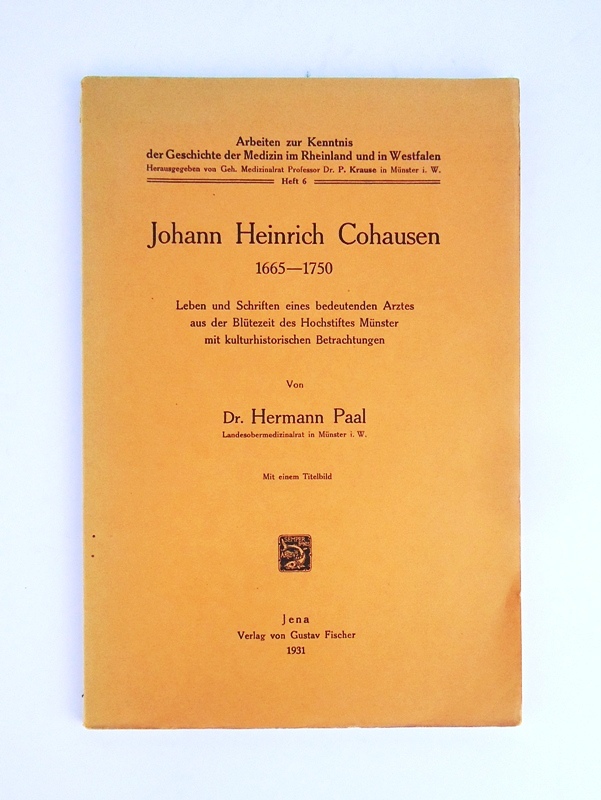 Arbeiten zur Kenntnis
der Geschichte der Medizin im Rheinland und in Westfalen
Herausgegeben von Geh. Medizinalrat Professor Dr. P. Krause in Münster i. W.
Heft 6
Johann Heinrich Cohausen
1665—1750
Leben und Schriften eines bedeutenden Arztes
aus der Blütezeit des Hochstiftes Münster
mit kulturhistorischen Betrachtungen
Von
Dr. Hermann Paal
Landesobermedizinalrat in Münster i. W.
Mit einem Titelbild
SEMPER
Jena
Verlag von Gustav Fischer
1931